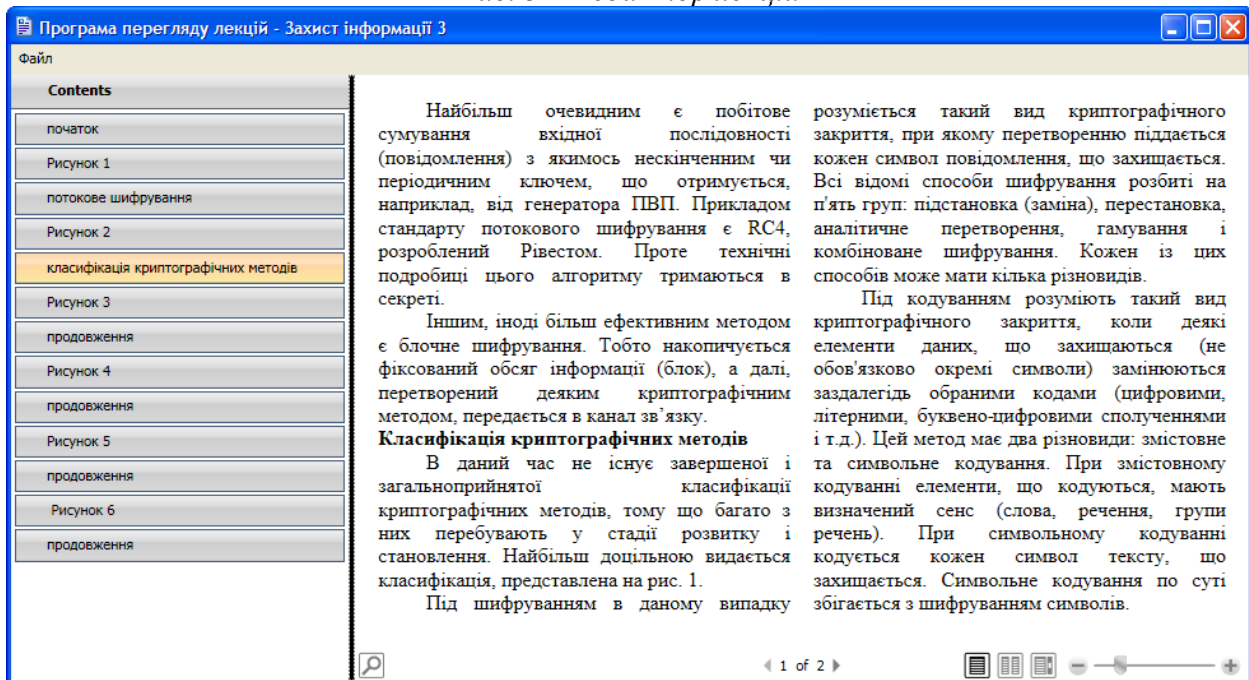 Програма перегляду лекцій - Захист інформації 3
Файл
Contents
початок
Рисунок 1
потокове шифрування
Рисунок 2
класифікація криптографічних методів
Рисунок 3
продовження
Рисунок 4
продовження
Рисунок 5
продовження
Рисунок 6
продовження
Найбільш очевидним є побітове
сумування вхідної послідовності
(повідомлення) з якимось нескінченним чи
періодичним ключем, що отримується,
наприклад, від генератора ПВП. Прикладом
стандарту потокового шифрування є RC4,
розроблений Рівестом. Проте технічні
подробиці цього алгоритму тримаються в
секреті.
Іншим, іноді більш ефективним методом
є блочне шифрування. Тобто накопичується
фіксований обсяг інформації (блок), а далі,
перетворений деяким криптографічним
методом, передається в канал зв’язку.
Класифікація криптографічних методів
В даний час не існує завершеної і
загальноприйнятої класифікації
криптографічних методів, тому що багато з
них перебувають у стадії розвитку і
становлення. Найбільш доцільною видається
класифікація, представлена на рис. 1.
Під шифруванням в даному випадку
розуміється такий вид криптографічного
закриття, при якому перетворенню піддається
кожен символ повідомлення, що захищається.
Всі відомі способи шифрування розбиті на
п'ять груп: підстановка (заміна), перестановка,
аналітичне перетворення, гамування і
комбіноване шифрування. Кожен із цих
способів може мати кілька різновидів.
Під кодуванням розуміють такий вид
криптографічного закриття, коли деякі
елементи даних, що захищаються (не
обов'язково окремі символи) замінюються
заздалегідь обраними кодами (цифровими,
літерними, буквено-цифровими сполученнями
і т.д.). Цей метод має два різновиди: змістовне
та символьне кодування. При змістовному
кодуванні елементи, що кодуються, мають
визначений сенс (слова, речення, групи
речень). При символьному кодуванні
кодується кожен символ тексту, що
захищається. Символьне кодування по суті
збігається з шифруванням символів.
1 of 2